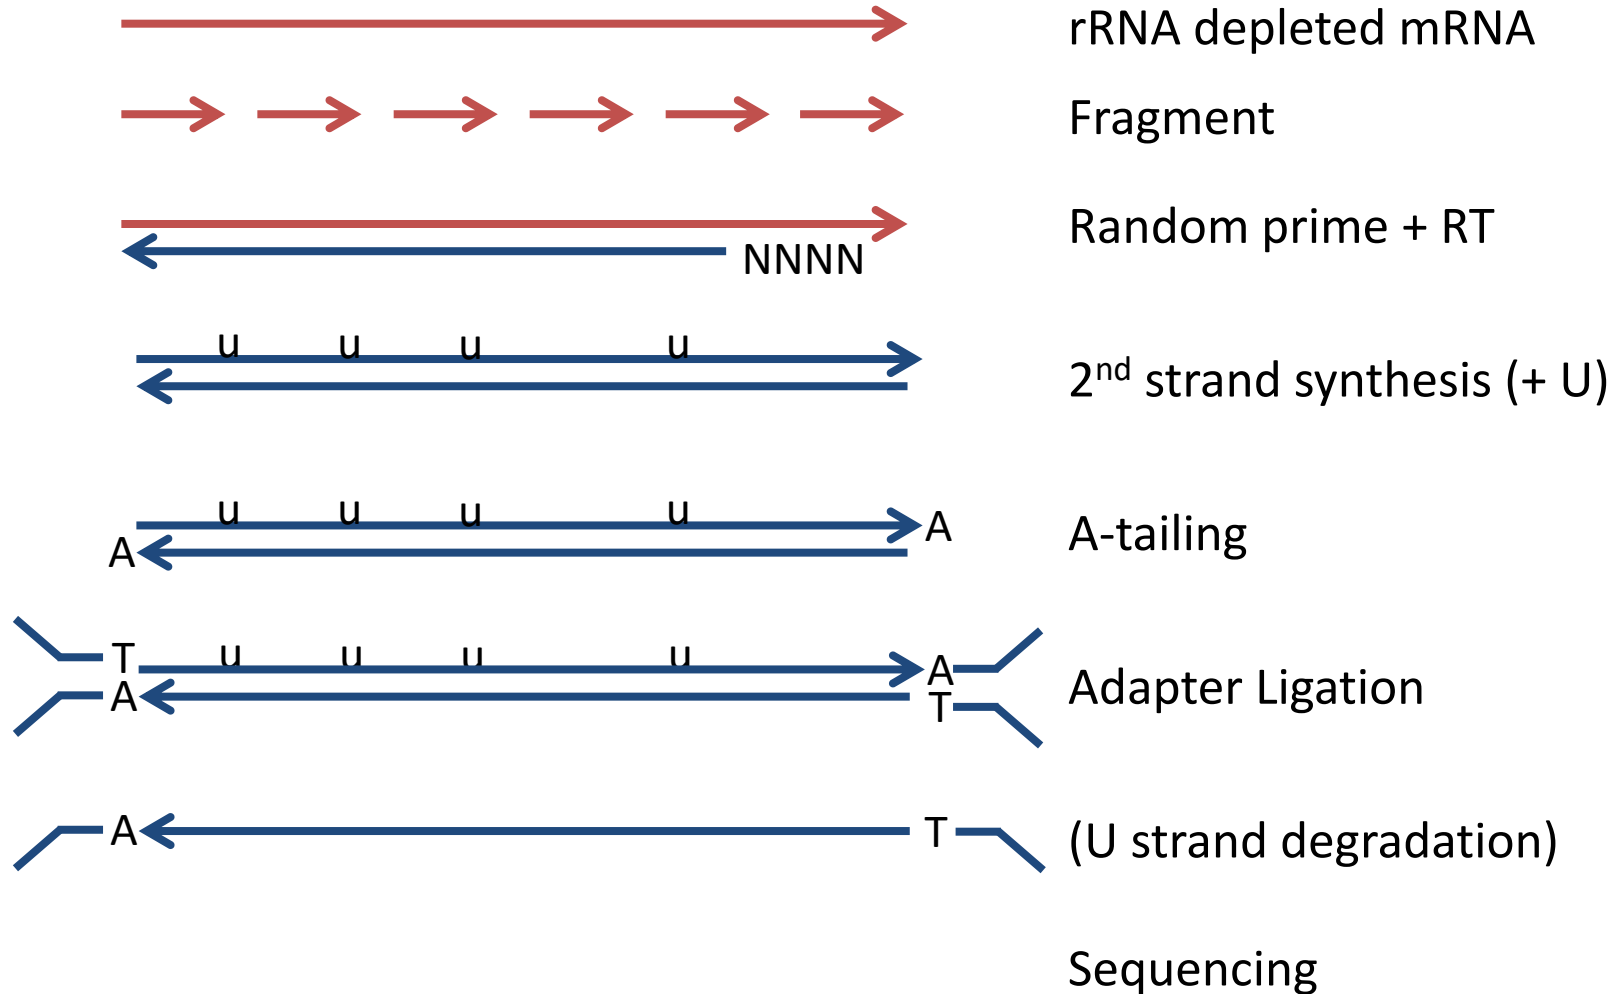 rRNA depleted mRNA
Fragment
Random prime + RT
NNNN
u u u u
2nd strand synthesis (+ U)
u u u u
A
A-tailing
A
T u u u u A
A T
Adapter Ligation
A T
(U strand degradation)
Sequencing